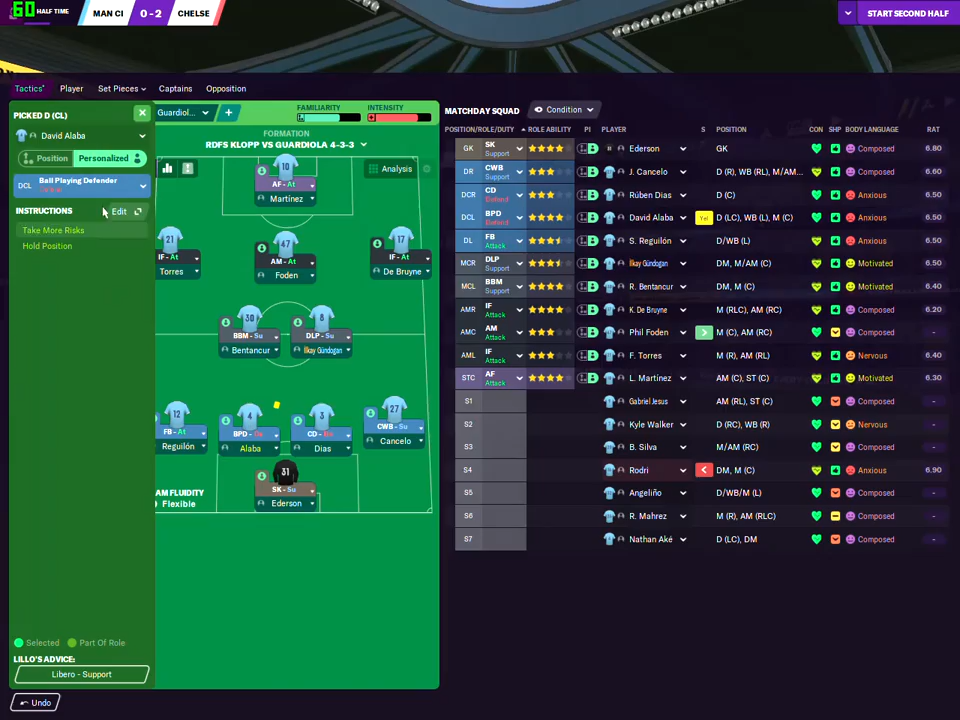 60
HALF TIME
MAN CI
0 - 2
CHELSE
START SECOND HALF
Tactics*
Player
Set Pieces
Captains
Opposition
PICKED D (CL)
David Alaba
Position
Personalized
DCL
Ball Playing Defender
INSTRUCTIONS
Edit
Take More Risks
Hold Position
Selected
Part Of Role
LILLO'S ADVICE:
Libero - Support
Undo
Guardiol...
FAMILIARITY
INTENSITY
FORMATION
RDFS KLOPP VS GUARDIOLA 4-3-3
Analysis
10
AF - At
Martínez
21
IF - At
Torres
47
AM - At
Foden
17
IF - At
De Bruyne
30
BBM - Su
Bentancur
8
DLP - Su
İlkay Gündogan
12
FB - At
Reguilón
4
BPD - De
Alaba
3
CD - De
Dias
27
CWB - Su
Cancelo
31
SK - Su
Ederson
AM FLUIDITY
Flexible
MATCHDAY SQUAD
Condition
POSITION/ROLE/DUTY ROLE ABILITY PI PLAYER S POSITION CON SHP BODY LANGUAGE RAT
GK SK Support Ederson GK Composed 6.80
DR CWB Support J. Cancelo D (R), WB (RL), M/AM... Composed 6.60
DCR CD Defend Rúben Dias D (C) Anxious 6.50
DCL BPD Defend David Alaba Yel D (LC), WB (L), M (C) Anxious 6.50
DL FB Attack S. Reguilón D/WB (L) Anxious 6.50
MCR DLP Support İlkay Gündogan DM, M/AM (C) Motivated 6.50
MCL BBM Support R. Bentancur DM, M (C) Motivated 6.40
AMR IF Attack K. De Bruyne M (RLC), AM (RC) Composed 6.20
AMC AM Attack Phil Foden M (C), AM (RC) Composed -
AML IF Attack F. Torres M (R), AM (RL) Nervous 6.40
STC AF Attack L. Martínez AM (C), ST (C) Motivated 6.30
S1 Gabriel Jesus AM (RL), ST (C) Composed -
S2 Kyle Walker D (RC), WB (R) Nervous -
S3 B. Silva M/AM (RC) Composed -
S4 Rodri DM, M (C) Anxious 6.90
S5 Angeliño D/WB/M (L) Composed -
S6 R. Mahrez M (R), AM (RLC) Composed -
S7 Nathan Aké D (LC), DM Composed -